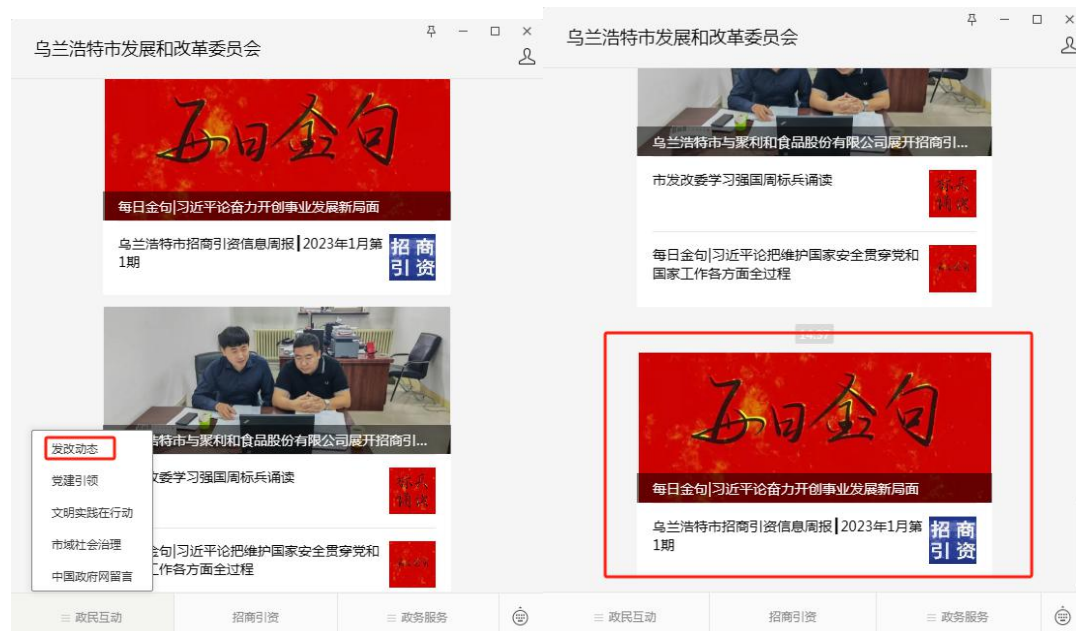 乌兰浩特市发展和改革委员会
每日金句
每日金句|习近平论奋力开创事业发展新局面
乌兰浩特市招商引资信息周报┃2023年1月第
1期
招商
引资
特市与聚利和食品股份有限公司展开招商引...
改委学习强国周标兵诵读
金句|习近平论把维护国家安全贯穿党和
工作各方面全过程
发改动态
党建引领
文明实践在行动
市域社会治理
中国政府网留言
政民互动
招商引资
政务服务
乌兰浩特市发展和改革委员会
乌兰浩特市与聚利和食品股份有限公司展开招商引...
市发改委学习强国周标兵诵读
每日金句|习近平论把维护国家安全贯穿党和
国家工作各方面全过程
14:37
每日金句
每日金句|习近平论奋力开创事业发展新局面
乌兰浩特市招商引资信息周报┃2023年1月第
1期
招商
引资
政民互动
招商引资
政务服务